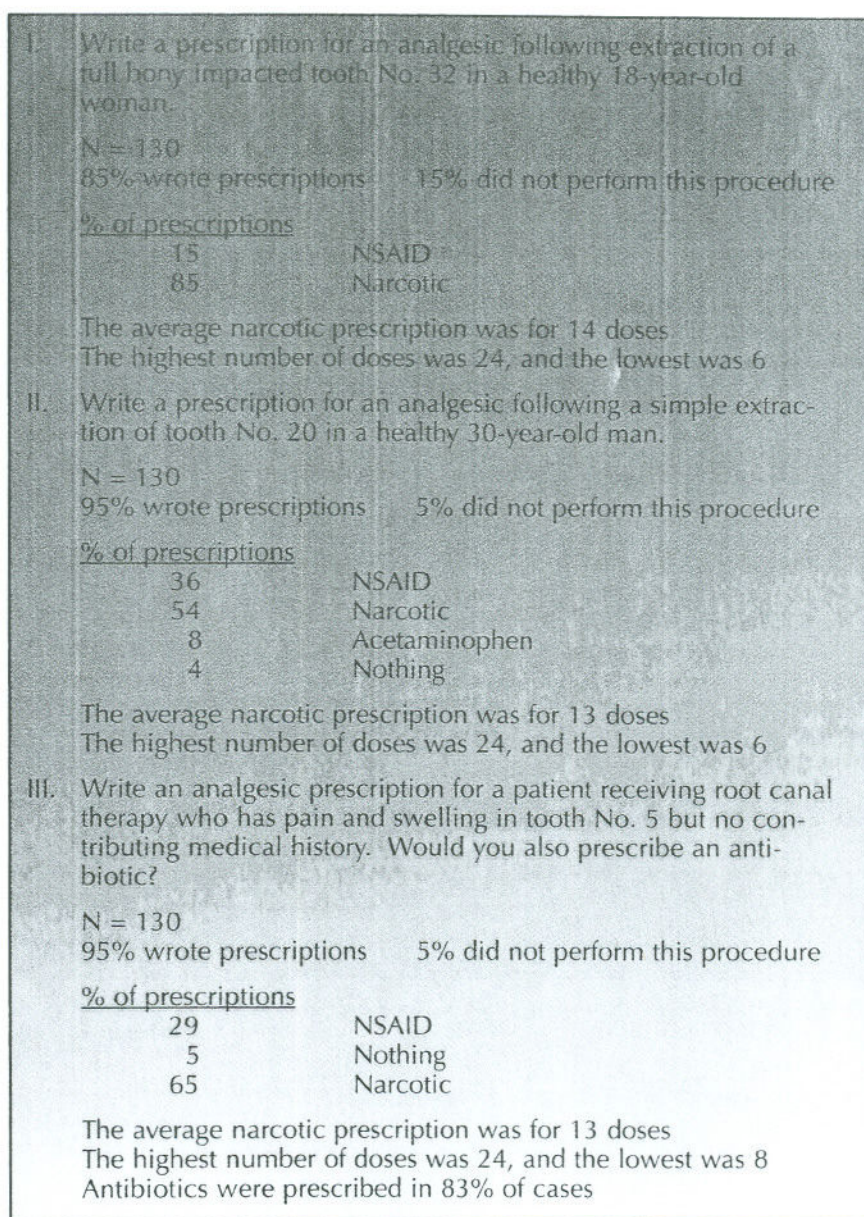 I. Write a prescription for an analgesic following extraction of a
full bony impacted tooth No. 32 in a healthy 18-year-old
woman.
N = 130
85% wrote prescriptions 15% did not perform this procedure
% of prescriptions
15 NSAID
85 Narcotic
The average narcotic prescription was for 14 doses
The highest number of doses was 24, and the lowest was 6
II. Write a prescription for an analgesic following a simple extrac-
tion of tooth No. 20 in a healthy 30-year-old man.
N = 130
95% wrote prescriptions 5% did not perform this procedure
% of prescriptions
36 NSAID
54 Narcotic
8 Acetaminophen
4 Nothing
The average narcotic prescription was for 13 doses
The highest number of doses was 24, and the lowest was 6
III. Write an analgesic prescription for a patient receiving root canal
therapy who has pain and swelling in tooth No. 5 but no con-
tributing medical history. Would you also prescribe an anti-
biotic?
N = 130
95% wrote prescriptions 5% did not perform this procedure
% of prescriptions
29 NSAID
5 Nothing
65 Narcotic
The average narcotic prescription was for 13 doses
The highest number of doses was 24, and the lowest was 8
Antibiotics were prescribed in 83% of cases